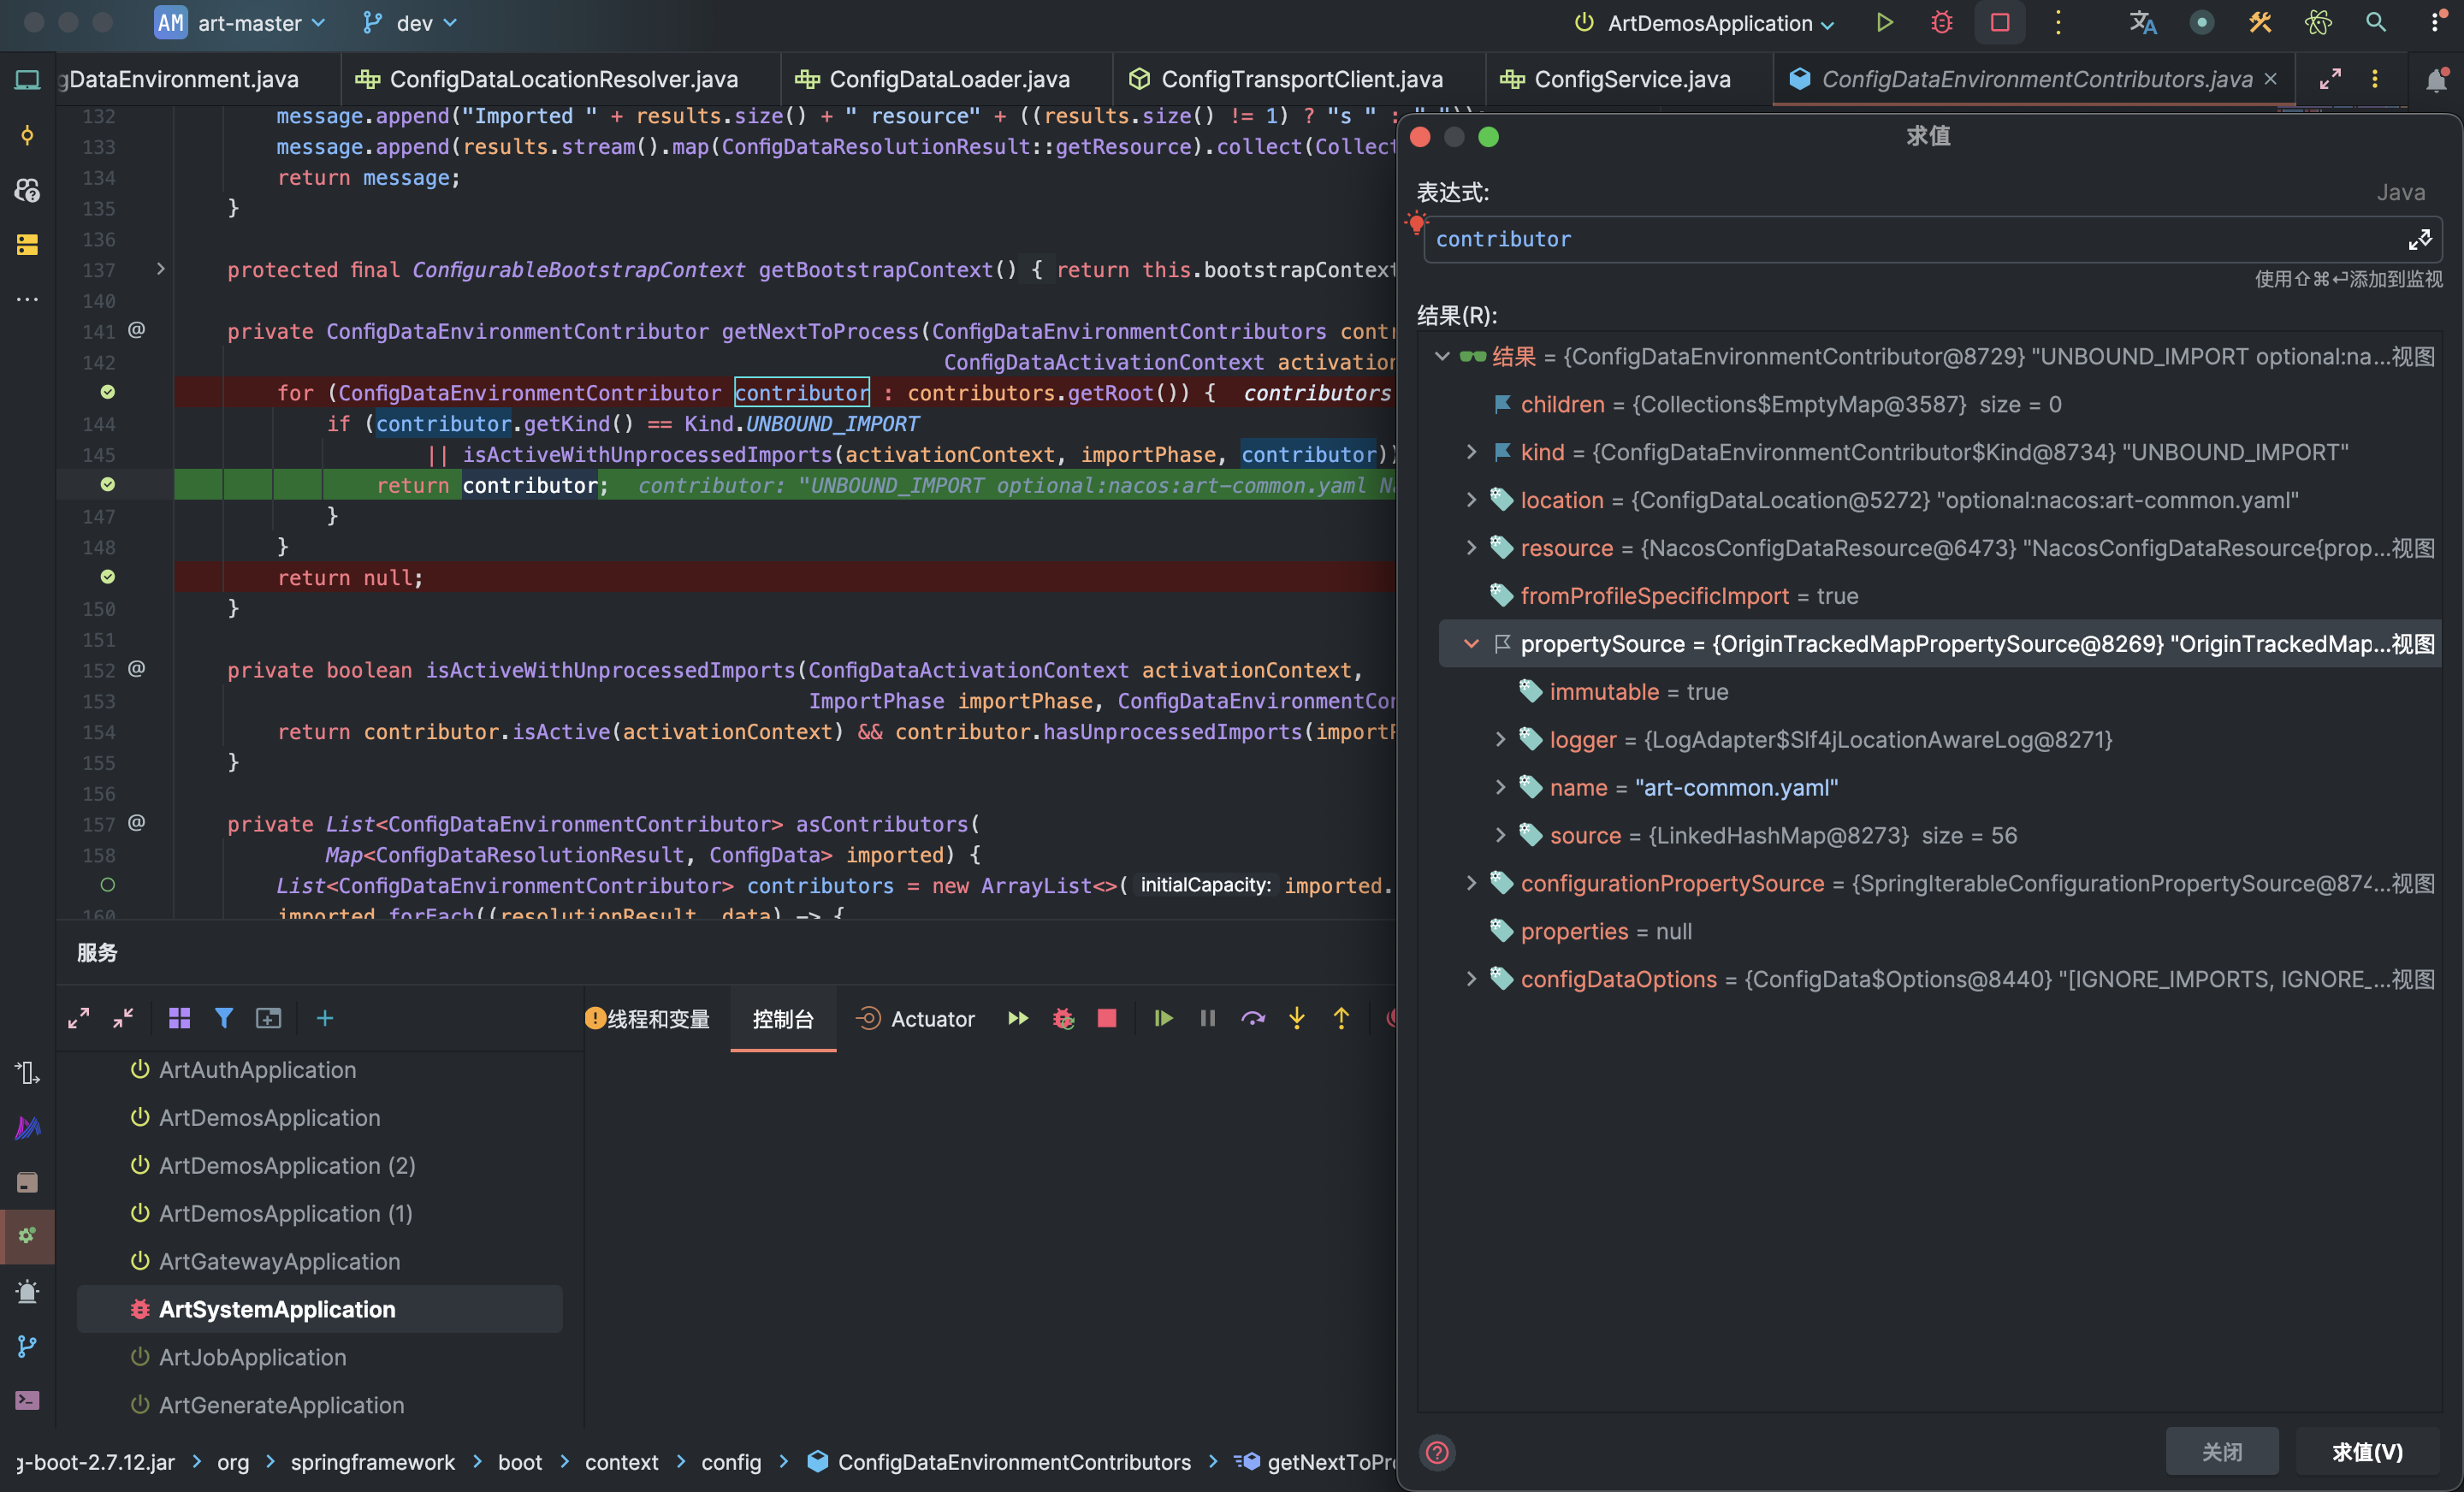 AM art-master dev ArtDemosApplication
gDataEnvironment.java ConfigDataLocationResolver.java ConfigDataLoader.java ConfigTransportClient.java ConfigService.java ConfigDataEnvironmentContributors.java
132 message.append("Imported " + results.size() + " resource" + ((results.size() != 1) ? "s " :
133 message.append(results.stream().map(ConfigDataResolutionResult::getResource).collect(Collect
134 return message;
135 }
136
137 protected final ConfigurableBootstrapContext getBootstrapContext() { return this.bootstrapContext
140
141 @ private ConfigDataEnvironmentContributor getNextToProcess(ConfigDataEnvironmentContributors contr
142 ConfigDataActivationContext activation
for (ConfigDataEnvironmentContributor contributor : contributors.getRoot()) { contributors
144 if (contributor.getKind() == Kind.UNBOUND_IMPORT
145 || isActiveWithUnprocessedImports(activationContext, importPhase, contributor))
return contributor; contributor: "UNBOUND_IMPORT optional:nacos:art-common.yaml Na
147 }
148 }
return null;
150 }
151
152 @ private boolean isActiveWithUnprocessedImports(ConfigDataActivationContext activationContext,
153 ImportPhase importPhase, ConfigDataEnvironmentCon
154 return contributor.isActive(activationContext) && contributor.hasUnprocessedImports(importP
155 }
156
157 @ private List<ConfigDataEnvironmentContributor> asContributors(
158 Map<ConfigDataResolutionResult, ConfigData> imported) {
List<ConfigDataEnvironmentContributor> contributors = new ArrayList<>( initialCapacity: imported.
160 imported.forEach((resolutionResult, data) -> {
服务
线程和变量 控制台 Actuator
ArtAuthApplication
ArtDemosApplication
ArtDemosApplication (2)
ArtDemosApplication (1)
ArtGatewayApplication
ArtSystemApplication
ArtJobApplication
ArtGenerateApplication
g-boot-2.7.12.jar > org > springframework > boot > context > config > ConfigDataEnvironmentContributors > getNextToPro
求值
表达式: Java
contributor
使用⇧⌘↩添加到监视
结果(R):
结果 = {ConfigDataEnvironmentContributor@8729} "UNBOUND_IMPORT optional:na...视图
children = {Collections$EmptyMap@3587} size = 0
kind = {ConfigDataEnvironmentContributor$Kind@8734} "UNBOUND_IMPORT"
location = {ConfigDataLocation@5272} "optional:nacos:art-common.yaml"
resource = {NacosConfigDataResource@6473} "NacosConfigDataResource{prop...视图
fromProfileSpecificImport = true
propertySource = {OriginTrackedMapPropertySource@8269} "OriginTrackedMap...视图
immutable = true
logger = {LogAdapter$Slf4jLocationAwareLog@8271}
name = "art-common.yaml"
source = {LinkedHashMap@8273} size = 56
configurationPropertySource = {SpringIterableConfigurationPropertySource@874...视图
properties = null
configDataOptions = {ConfigData$Options@8440} "[IGNORE_IMPORTS, IGNORE_...视图
关闭 求值(V)